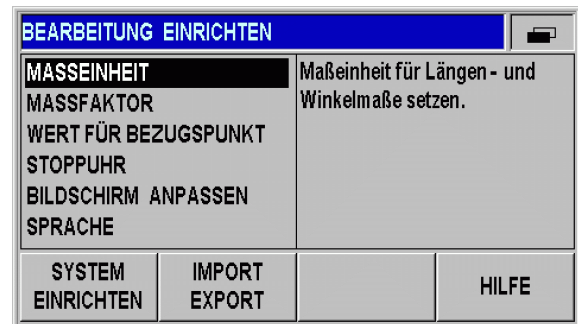 BEARBEITUNG EINRICHTEN
MASSEINHEIT
MASSFAKTOR
WERT FÜR BEZUGSPUNKT
STOPPUHR
BILDSCHIRM ANPASSEN
SPRACHE
Maßeinheit für Längen - und
Winkelmaße setzen.
SYSTEM
EINRICHTEN
IMPORT
EXPORT
HILFE